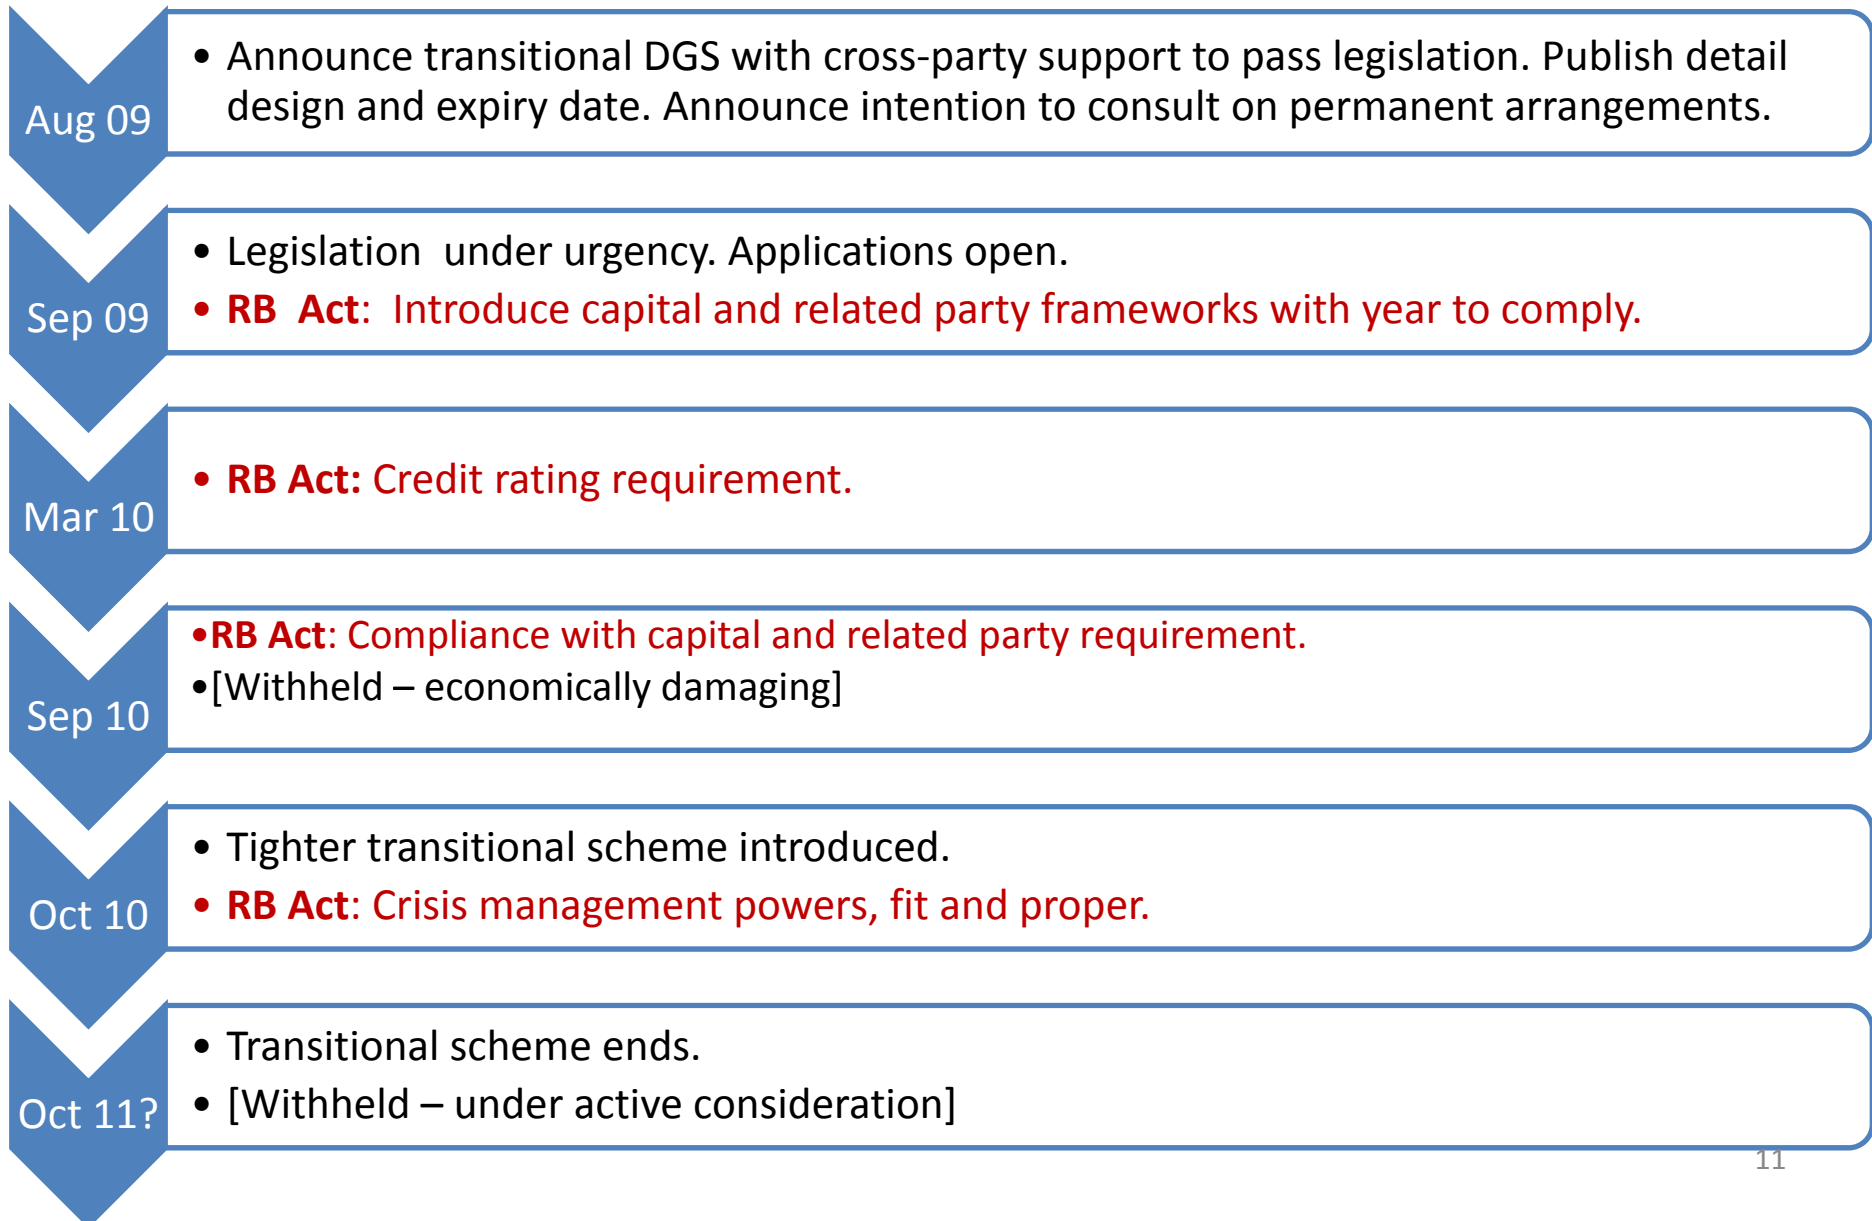 Aug 09
• Announce transitional DGS with cross-party support to pass legislation. Publish detail
design and expiry date. Announce intention to consult on permanent arrangements.
Sep 09
• Legislation under urgency. Applications open.
• RB Act: Introduce capital and related party frameworks with year to comply.
Mar 10
• RB Act: Credit rating requirement.
Sep 10
•RB Act: Compliance with capital and related party requirement.
•[Withheld – economically damaging]
Oct 10
• Tighter transitional scheme introduced.
• RB Act: Crisis management powers, fit and proper.
Oct 11?
• Transitional scheme ends.
• [Withheld – under active consideration]
11